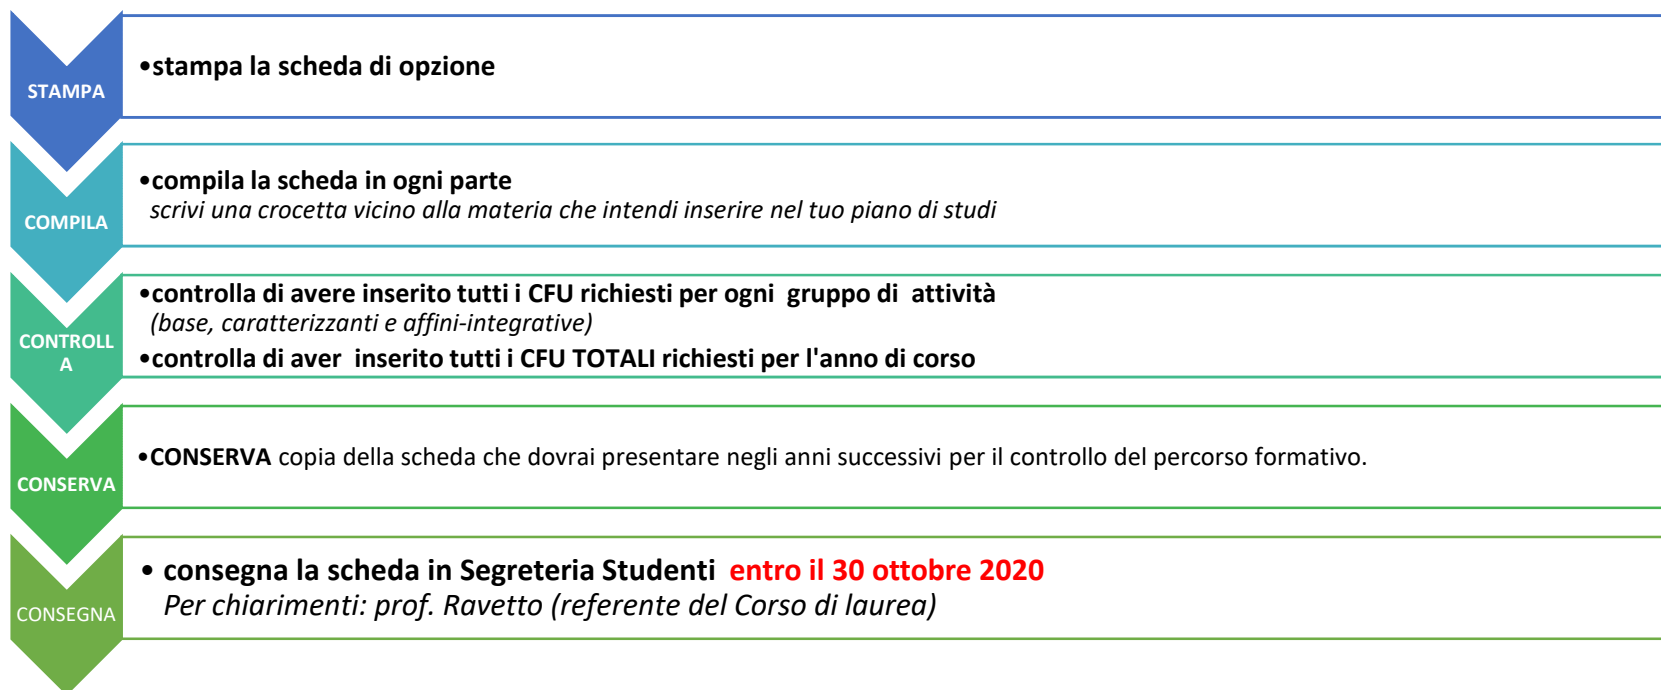 STAMPA
•stampa la scheda di opzione
COMPILA
•compila la scheda in ogni parte
scrivi una crocetta vicino alla materia che intendi inserire nel tuo piano di studi
CONTROLL
A
•controlla di avere inserito tutti i CFU richiesti per ogni gruppo di attività
(base, caratterizzanti e affini-integrative)
•controlla di aver inserito tutti i CFU TOTALI richiesti per l'anno di corso
CONSERVA
•CONSERVA copia della scheda che dovrai presentare negli anni successivi per il controllo del percorso formativo.
CONSEGNA
• consegna la scheda in Segreteria Studenti entro il 30 ottobre 2020
Per chiarimenti: prof. Ravetto (referente del Corso di laurea)